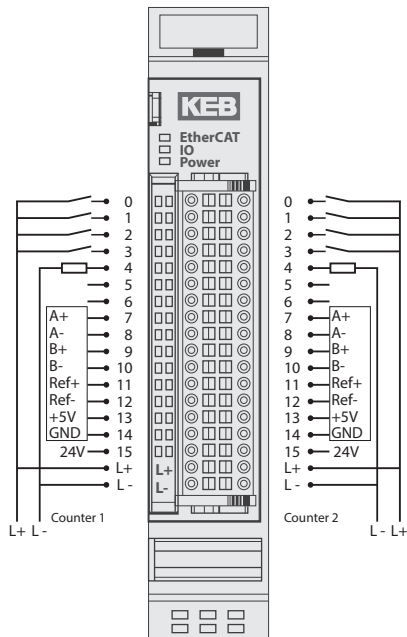 KEB
EtherCAT
IO
Power
0
1
2
3
4
5
6
A+ 7
A- 8
B+ 9
B- 10
Ref+ 11
Ref- 12
+5V 13
GND 14
24V 15
L+
L -
L+
L-
Counter 1
L+ L -
0
1
2
3
4
5
6
7 A+
8 A-
9 B+
10 B-
11 Ref+
12 Ref-
13 +5V
14 GND
15 24V
L+
L -
Counter 2
L - L+